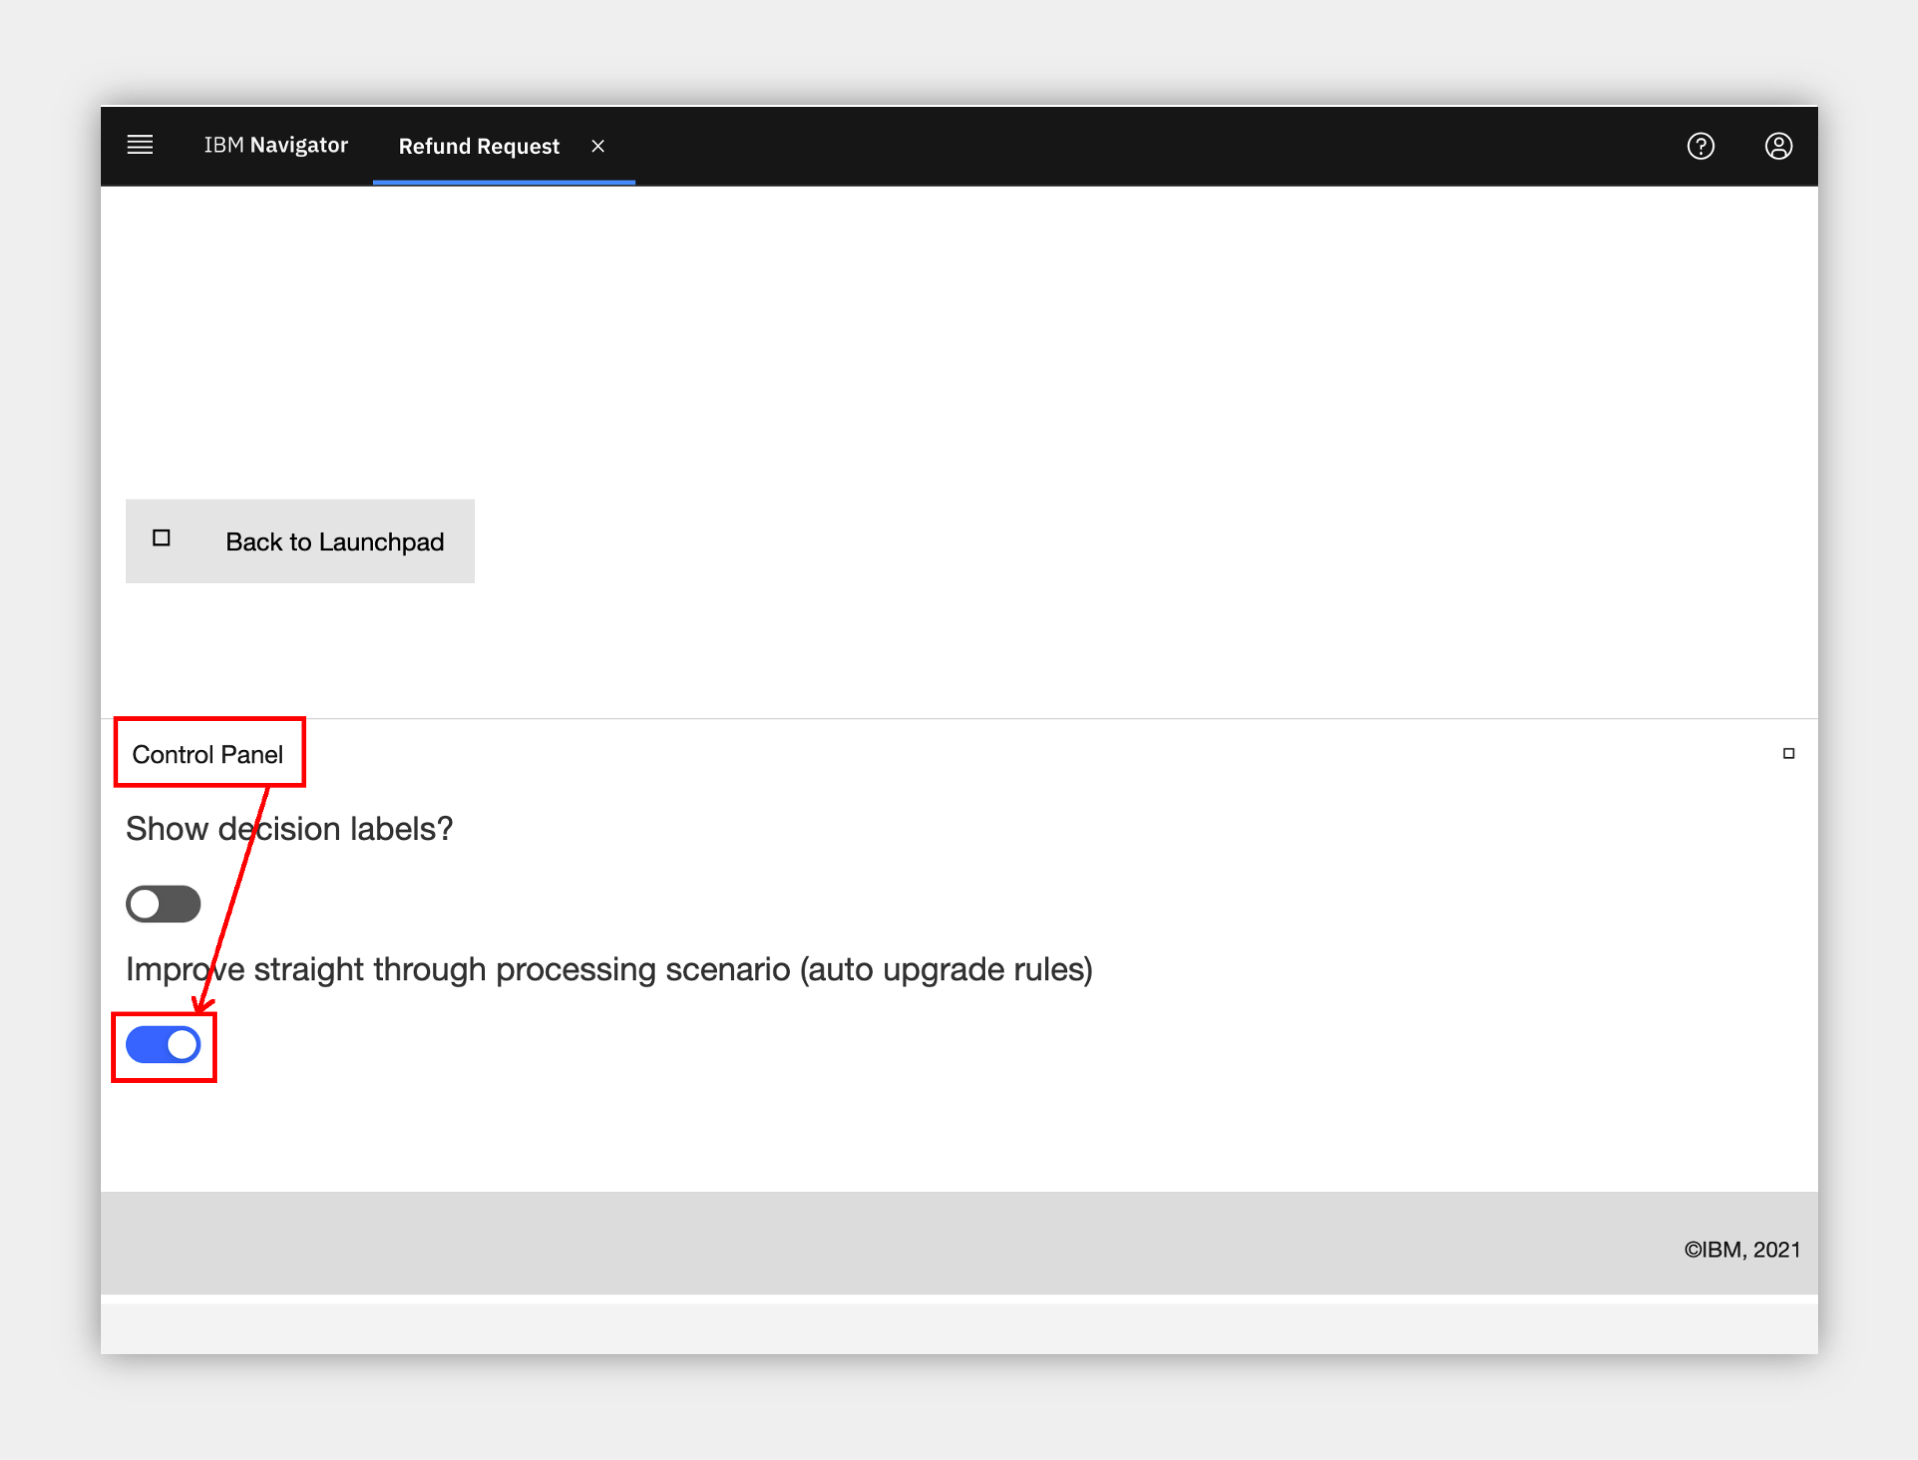 IBM Navigator Refund Request
Back to Launchpad
Control Panel
Show decision labels?
Improve straight through processing scenario (auto upgrade rules)
©IBM, 2021